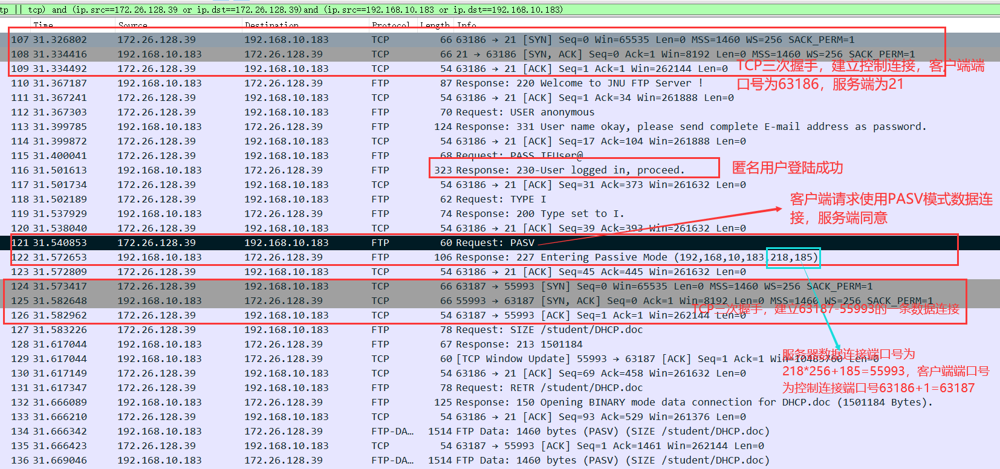 tp || tcp) and (ip.src==172.26.128.39 or ip.dst==172.26.128.39)and (ip.src==192.168.10.183 or ip.dst==192.168.10.183)
Time Source Destination Protocol Length Info
107 31.326802 172.26.128.39 192.168.10.183 TCP 66 63186 → 21 [SYN] Seq=0 Win=65535 Len=0 MSS=1460 WS=256 SACK_PERM=1
108 31.334416 192.168.10.183 172.26.128.39 TCP 66 21 → 63186 [SYN, ACK] Seq=0 Ack=1 Win=8192 Len=0 MSS=1460 WS=256 SACK_PERM=1
109 31.334492 172.26.128.39 192.168.10.183 TCP 54 63186 → 21 [ACK] Seq=1 Ack=1 Win=262144 Len=0
TCP三次握手，建立控制连接，客户端端
口号为63186，服务端为21
110 31.367187 192.168.10.183 172.26.128.39 FTP 87 Response: 220 Welcome to JNU FTP Server !
111 31.367241 172.26.128.39 192.168.10.183 TCP 54 63186 → 21 [ACK] Seq=1 Ack=34 Win=261888 Len=0
112 31.367303 172.26.128.39 192.168.10.183 FTP 70 Request: USER anonymous
113 31.399785 192.168.10.183 172.26.128.39 FTP 124 Response: 331 User name okay, please send complete E-mail address as password.
114 31.399872 172.26.128.39 192.168.10.183 TCP 54 63186 → 21 [ACK] Seq=17 Ack=104 Win=261888 Len=0
115 31.400041 172.26.128.39 192.168.10.183 FTP 68 Request: PASS IEUser@
116 31.501613 192.168.10.183 172.26.128.39 FTP 323 Response: 230-User logged in, proceed.
匿名用户登陆成功
117 31.501734 172.26.128.39 192.168.10.183 TCP 54 63186 → 21 [ACK] Seq=31 Ack=373 Win=261632 Len=0
118 31.502189 172.26.128.39 192.168.10.183 FTP 62 Request: TYPE I
119 31.537929 192.168.10.183 172.26.128.39 FTP 74 Response: 200 Type set to I.
120 31.538040 172.26.128.39 192.168.10.183 TCP 54 63186 → 21 [ACK] Seq=39 Ack=393 Win=261632 Len=0
客户端请求使用PASV模式数据连
接，服务端同意
121 31.540853 172.26.128.39 192.168.10.183 FTP 60 Request: PASV
122 31.572653 192.168.10.183 172.26.128.39 FTP 106 Response: 227 Entering Passive Mode (192,168,10,183,218,185)
123 31.572809 172.26.128.39 192.168.10.183 TCP 54 63186 → 21 [ACK] Seq=45 Ack=445 Win=261632 Len=0
124 31.573417 172.26.128.39 192.168.10.183 TCP 66 63187 → 55993 [SYN] Seq=0 Win=65535 Len=0 MSS=1460 WS=256 SACK_PERM=1
125 31.582648 192.168.10.183 172.26.128.39 TCP 66 55993 → 63187 [SYN, ACK] Seq=0 Ack=1 Win=8192 Len=0 MSS=1460 WS=256 SACK_PERM=1
126 31.582962 172.26.128.39 192.168.10.183 TCP 54 63187 → 55993 [ACK] Seq=1 Ack=1 Win=262144 Len=0
TCP三次握手，建立63187-55993的一条数据连接
127 31.583226 172.26.128.39 192.168.10.183 FTP 78 Request: SIZE /student/DHCP.doc
128 31.617044 192.168.10.183 172.26.128.39 FTP 67 Response: 213 1501184
129 31.617044 192.168.10.183 172.26.128.39 TCP 60 [TCP Window Update] 55993 → 63187 [ACK] Seq=1 Ack=1 Win=10485760 Len=0
130 31.617149 172.26.128.39 192.168.10.183 TCP 54 63186 → 21 [ACK] Seq=69 Ack=458 Win=261632 Len=0
131 31.617347 172.26.128.39 192.168.10.183 FTP 78 Request: RETR /student/DHCP.doc
服务器数据连接端口号为
218*256+185=55993，客户端端口号
为控制连接端口号63186+1=63187
132 31.666089 192.168.10.183 172.26.128.39 FTP 125 Response: 150 Opening BINARY mode data connection for DHCP.doc (1501184 Bytes).
133 31.666210 172.26.128.39 192.168.10.183 TCP 54 63186 → 21 [ACK] Seq=93 Ack=529 Win=261376 Len=0
134 31.666342 192.168.10.183 172.26.128.39 FTP-DA… 1514 FTP Data: 1460 bytes (PASV) (SIZE /student/DHCP.doc)
135 31.666423 172.26.128.39 192.168.10.183 TCP 54 63187 → 55993 [ACK] Seq=1 Ack=1461 Win=262144 Len=0
136 31.669046 192.168.10.183 172.26.128.39 FTP-DA… 1514 FTP Data: 1460 bytes (PASV) (SIZE /student/DHCP.doc)